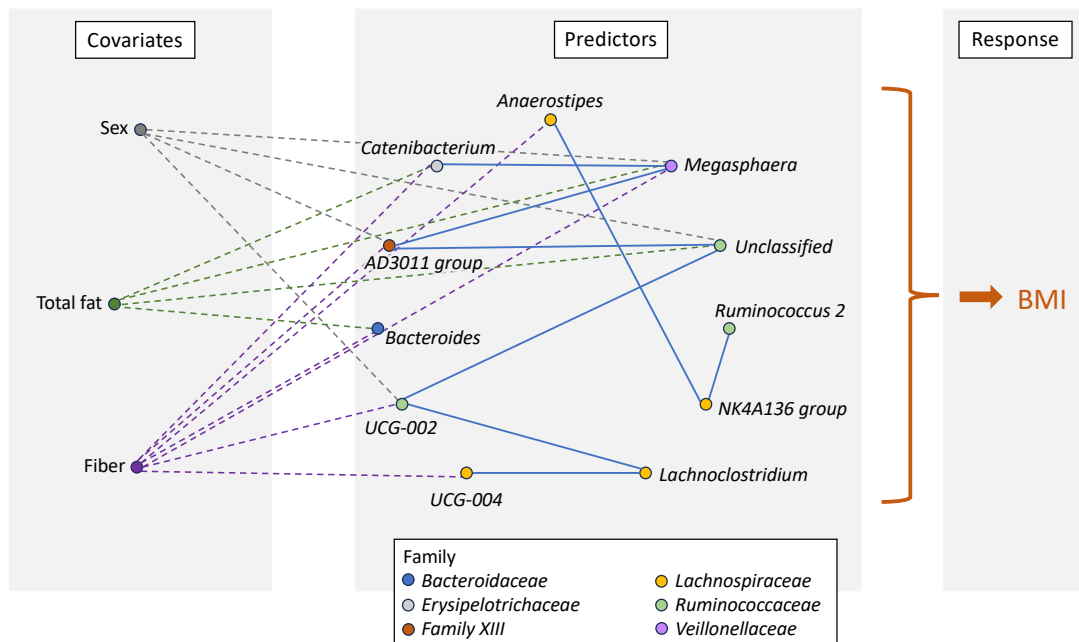 Covariates
Predictors
Response
Anaerostipes
Sex
Catenibacterium
Megasphaera
Unclassified
AD3011 group
Total fat
BMI
Ruminococcus 2
Bacteroides
NK4A136 group
UCG-002
Fiber
Lachnoclostridium
UCG-004
Family
Bacteroidaceae
Lachnospiraceae
Erysipelotrichaceae
Ruminococcaceae
Family XIII
Veillonellaceae